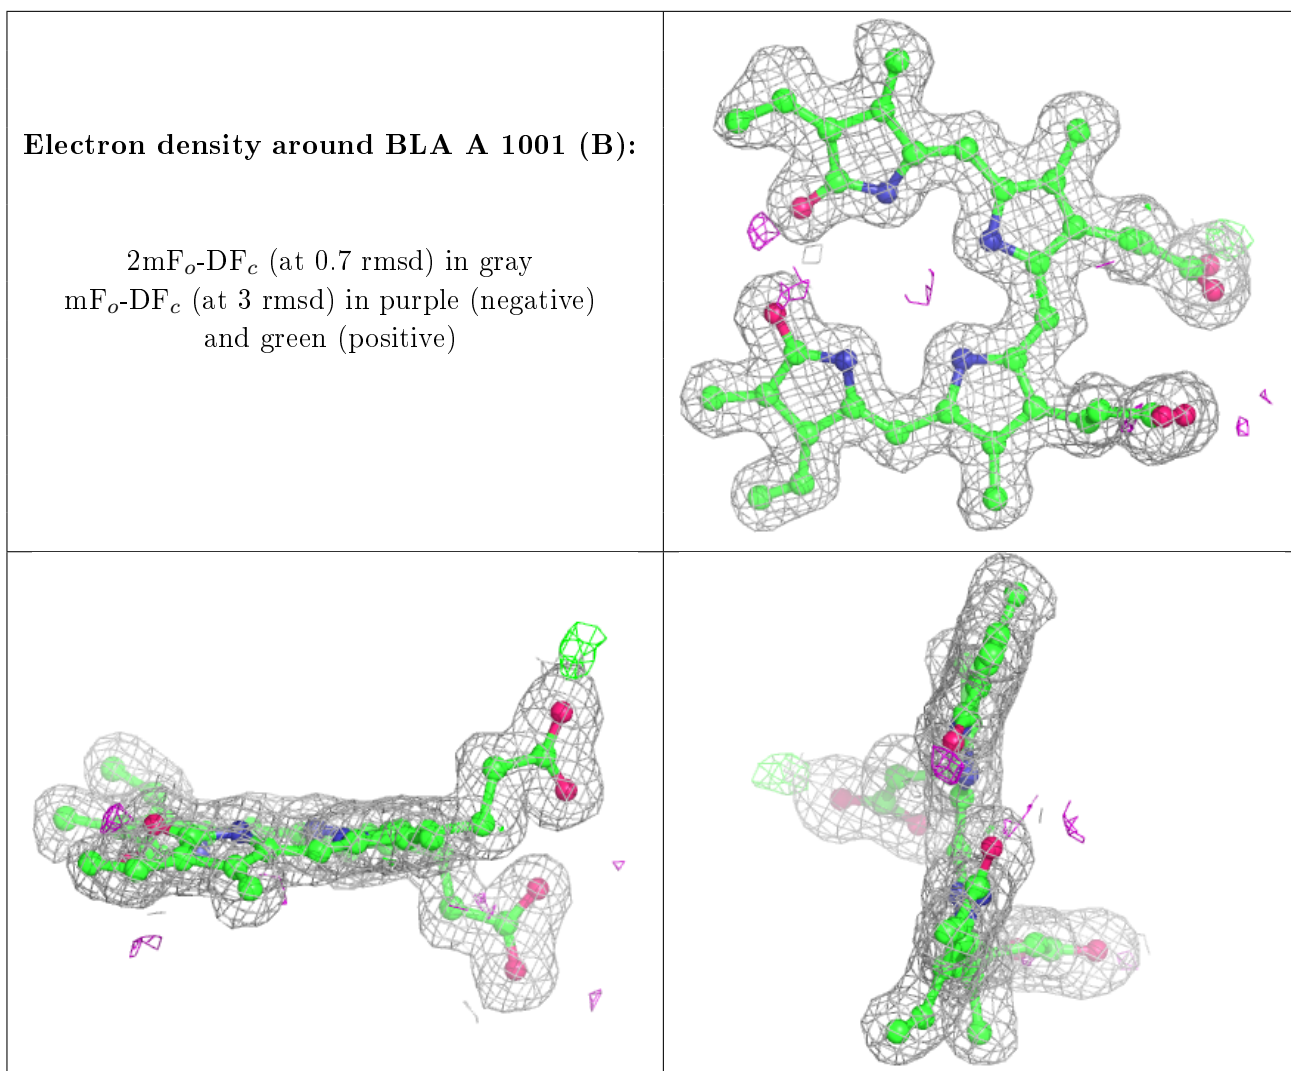 Electron density around BLA A 1001 (B):
2mFo-DFc (at 0.7 rmsd) in gray
mFo-DFc (at 3 rmsd) in purple (negative)
and green (positive)